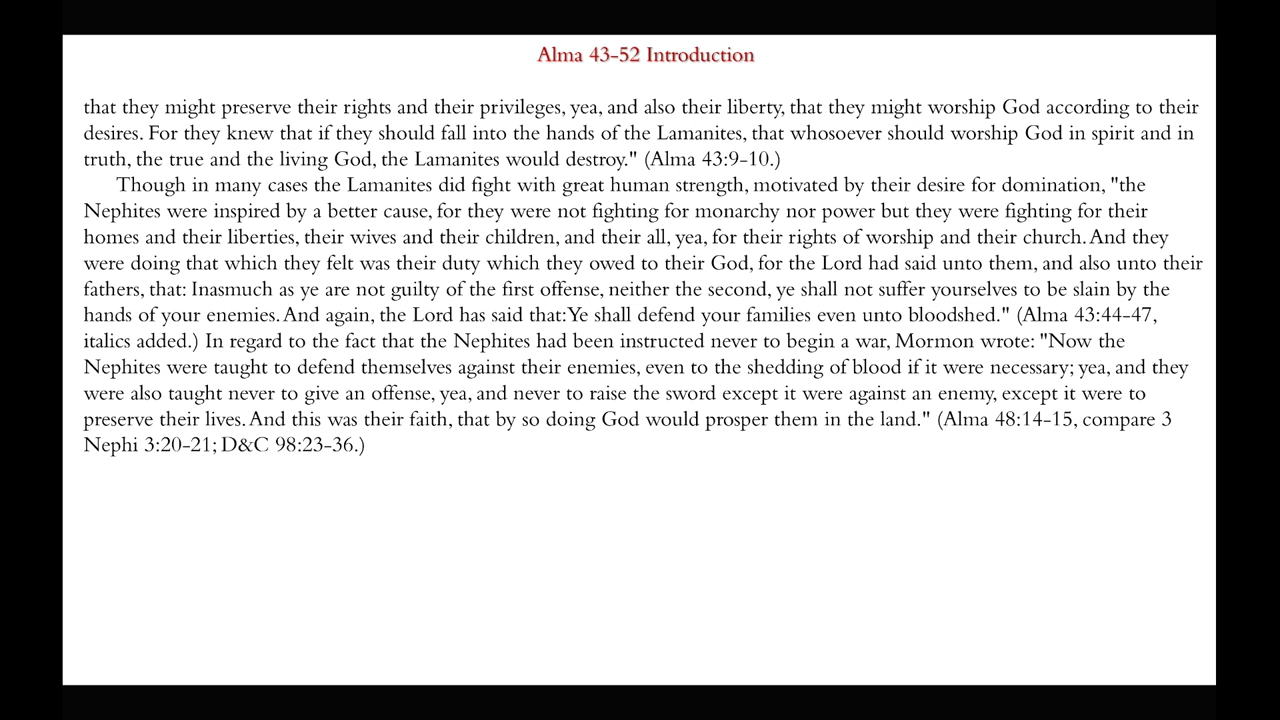 Alma 43-52 Introduction
that they might preserve their rights and their privileges, yea, and also their liberty, that they might worship God according to their
desires. For they knew that if they should fall into the hands of the Lamanites, that whosoever should worship God in spirit and in
truth, the true and the living God, the Lamanites would destroy." (Alma 43:9-10.)
Though in many cases the Lamanites did fight with great human strength, motivated by their desire for domination, "the
Nephites were inspired by a better cause, for they were not fighting for monarchy nor power but they were fighting for their
homes and their liberties, their wives and their children, and their all, yea, for their rights of worship and their church. And they
were doing that which they felt was their duty which they owed to their God, for the Lord had said unto them, and also unto their
fathers, that: Inasmuch as ye are not guilty of the first offense, neither the second, ye shall not suffer yourselves to be slain by the
hands of your enemies. And again, the Lord has said that:Ye shall defend your families even unto bloodshed." (Alma 43:44-47,
italics added.) In regard to the fact that the Nephites had been instructed never to begin a war, Mormon wrote: "Now the
Nephites were taught to defend themselves against their enemies, even to the shedding of blood if it were necessary; yea, and they
were also taught never to give an offense, yea, and never to raise the sword except it were against an enemy, except it were to
preserve their lives. And this was their faith, that by so doing God would prosper them in the land." (Alma 48:14-15, compare 3
Nephi 3:20-21; D&C 98:23-36.)